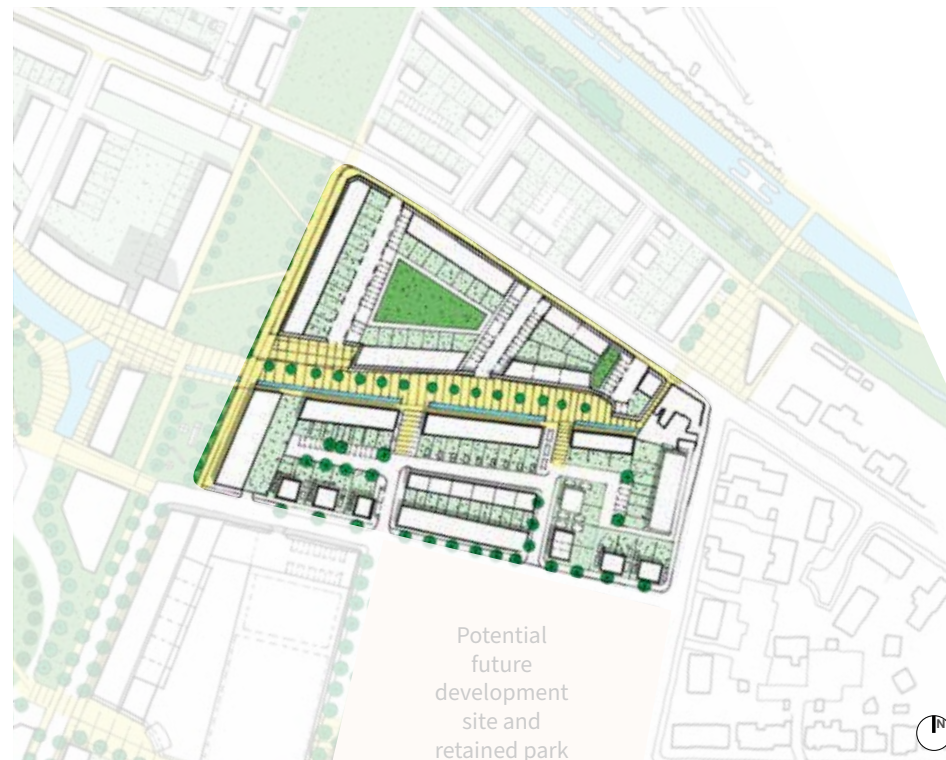 Potential
future
development
site and
retained park
N